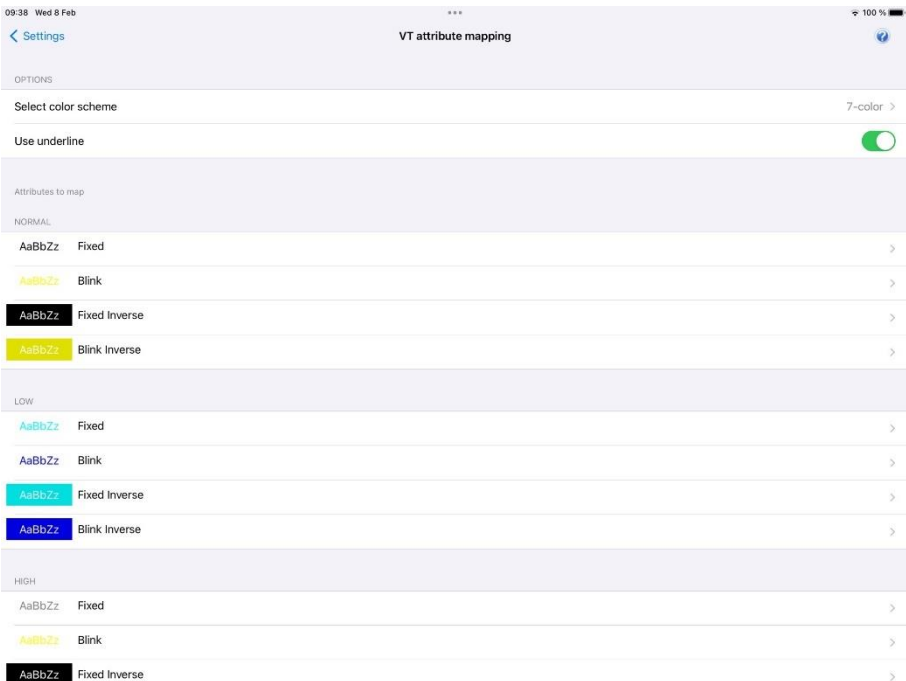 09:38 Wed 8 Feb 100 %
Settings VT attribute mapping ?
OPTIONS
Select color scheme 7-color
Use underline
Attributes to map
NORMAL
AaBbZz Fixed
AaBbZz Blink
AaBbZz Fixed Inverse
AaBbZz Blink Inverse
LOW
AaBbZz Fixed
AaBbZz Blink
AaBbZz Fixed Inverse
AaBbZz Blink Inverse
HIGH
AaBbZz Fixed
AaBbZz Blink
AaBbZz Fixed Inverse